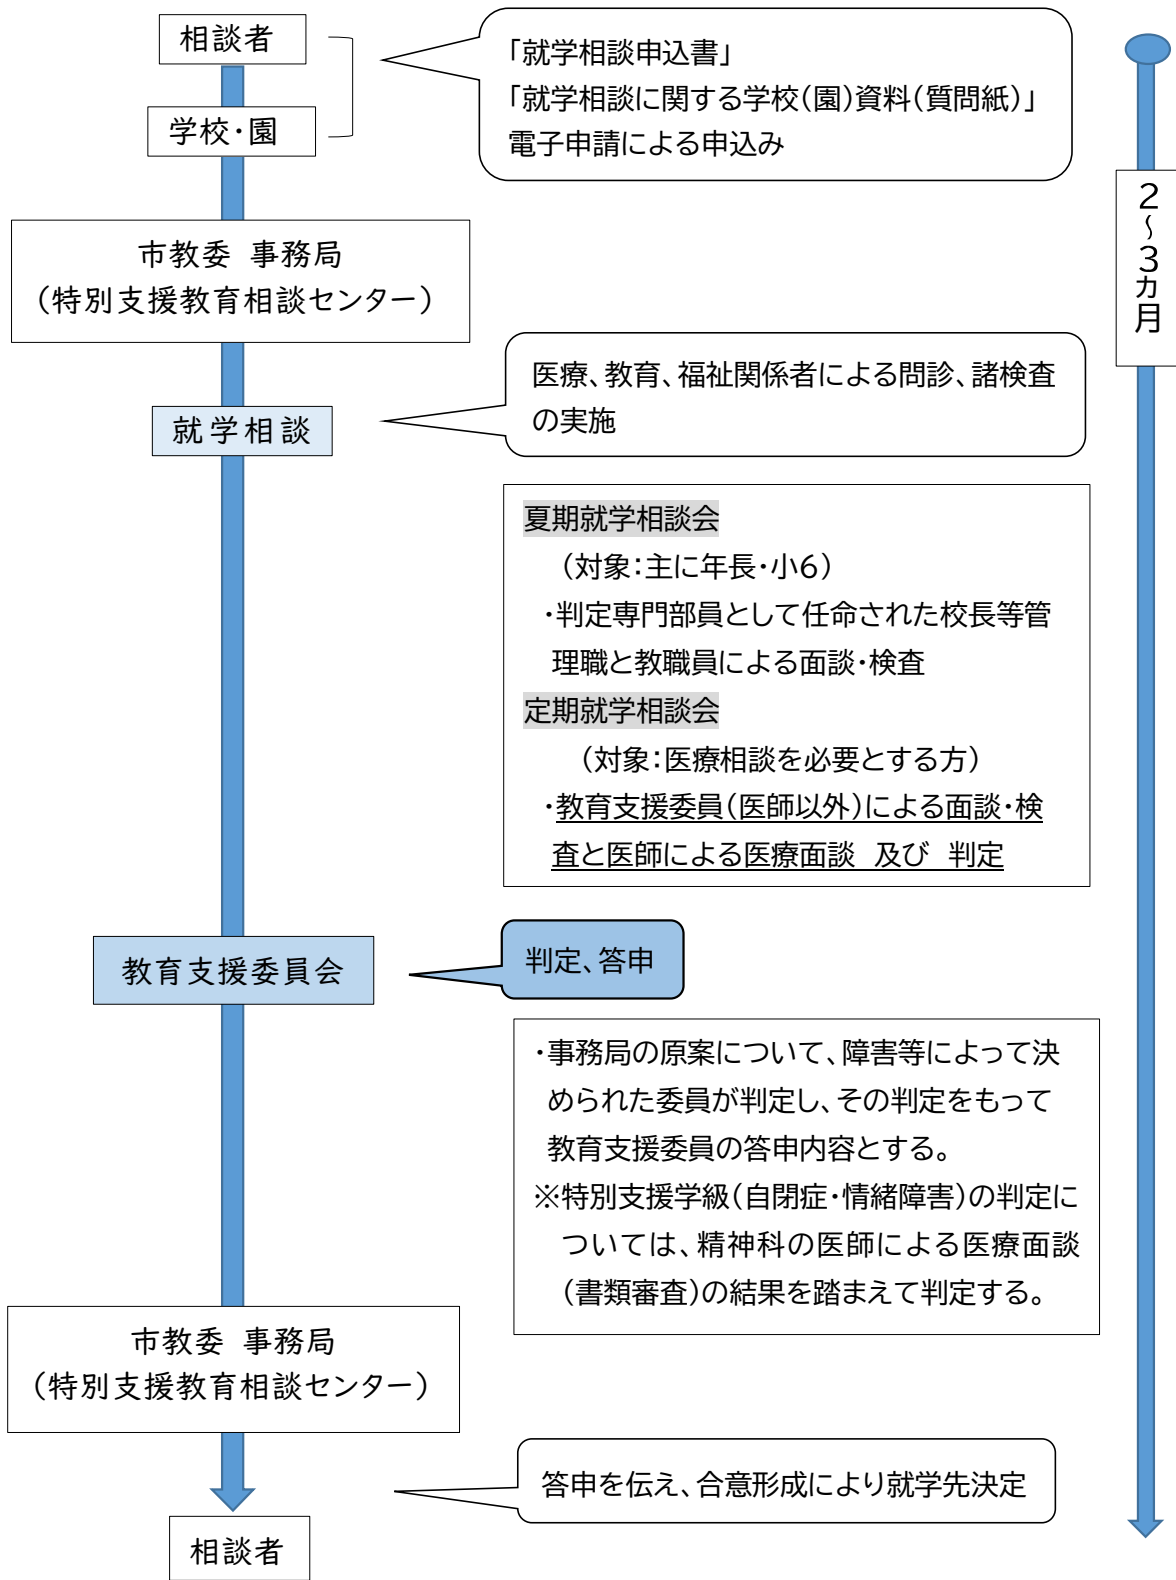 相談者
「就学相談申込書」
「就学相談に関する学校(園)資料(質問紙)」
電子申請による申込み
学校・園
市教委 事務局
(特別支援教育相談センター)
2~3カ月
医療、教育、福祉関係者による問診、諸検査
の実施
就学相談
夏期就学相談会
(対象:主に年長・小6)
・判定専門部員として任命された校長等管
理職と教職員による面談・検査
定期就学相談会
(対象:医療相談を必要とする方)
・教育支援委員(医師以外)による面談・検
査と医師による医療面談 及び 判定
教育支援委員会
判定、答申
・事務局の原案について、障害等によって決
められた委員が判定し、その判定をもって
教育支援委員の答申内容とする。
※特別支援学級(自閉症・情緒障害)の判定に
ついては、精神科の医師による医療面談
(書類審査)の結果を踏まえて判定する。
市教委 事務局
(特別支援教育相談センター)
答申を伝え、合意形成により就学先決定
相談者